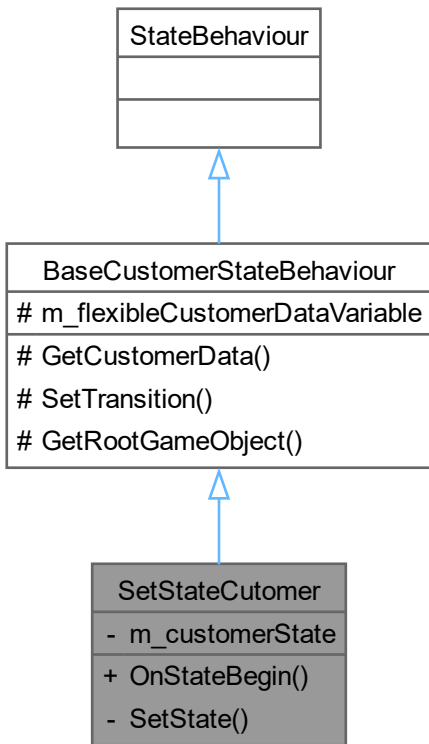 StateBehaviour
BaseCustomerStateBehaviour
# m_flexibleCustomerDataVariable
# GetCustomerData()
# SetTransition()
# GetRootGameObject()
SetStateCutomer
- m_customerState
+ OnStateBegin()
- SetState()